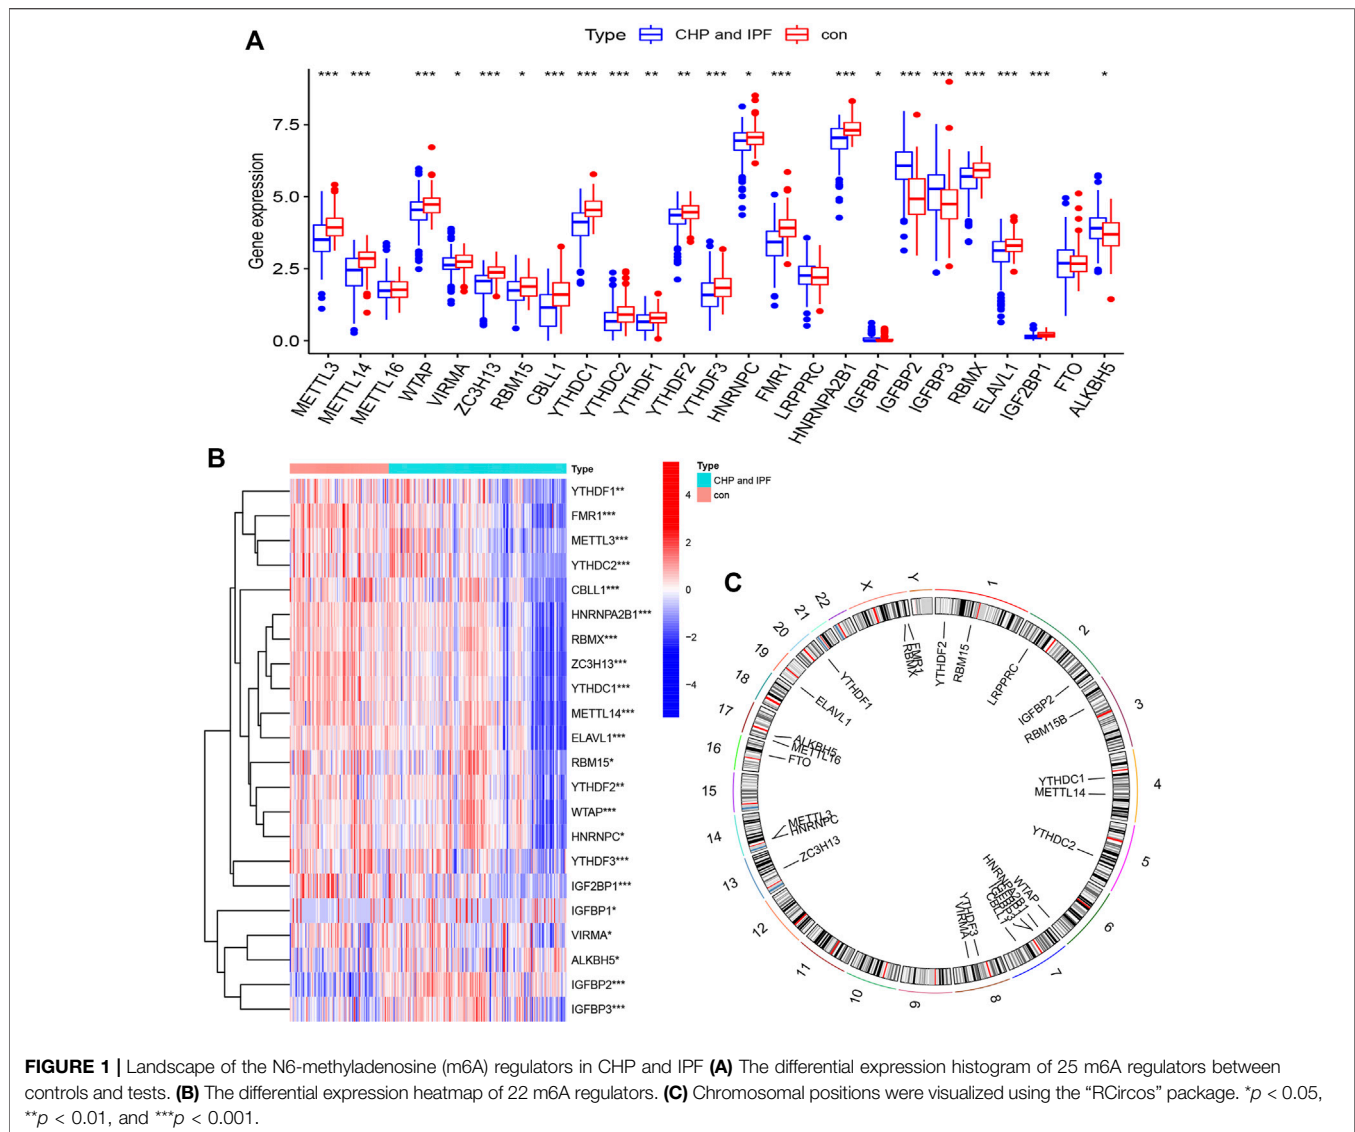 A
Type CHP and IPF con
*** *** *** * *** * *** *** *** ** ** *** * *** *** * *** *** *** *** *** *
Gene expression
7.5
5.0
2.5
0.0
METTL3
METTL14
METTL16
WTAP
VIRMA
ZC3H13
RBM15
CBLL1
YTHDC1
YTHDC2
YTHDF1
YTHDF2
YTHDF3
HNRNPC
FMR1
LRPPRC
HNRNPA2B1
IGFBP1
IGFBP2
IGFBP3
RBMX
ELAVL1
IGF2BP1
FTO
ALKBH5
B
Type
YTHDF1**
FMR1***
METTL3***
YTHDC2***
CBLL1***
HNRNPA2B1***
RBMX***
ZC3H13***
YTHDC1***
METTL14***
ELAVL1***
RBM15*
YTHDF2**
WTAP***
HNRNPC*
YTHDF3***
IGF2BP1***
IGFBP1*
VIRMA*
ALKBH5*
IGFBP2***
IGFBP3***
4
2
0
−2
−4
Type
CHP and IPF
con
C
1
2
3
4
5
6
7
8
9
10
11
12
13
14
15
16
17
18
19
20
21
22
X
Y
YTHDF2
RBM15
LRPPRC
IGFBP2
RBM15B
YTHDC1
METTL14
YTHDC2
WTAP
HNRNPA2B1
YTHDF3
VIRMA
ZC3H13
HNRNPC
METTL3
FTO
METTL16
ALKBH5
ELAVL1
YTHDF1
RBMX
FMR1
FIGURE 1 | Landscape of the N6-methyladenosine (m6A) regulators in CHP and IPF (A) The differential expression histogram of 25 m6A regulators between
controls and tests. (B) The differential expression heatmap of 22 m6A regulators. (C) Chromosomal positions were visualized using the “RCircos” package. *p < 0.05,
**p < 0.01, and ***p < 0.001.